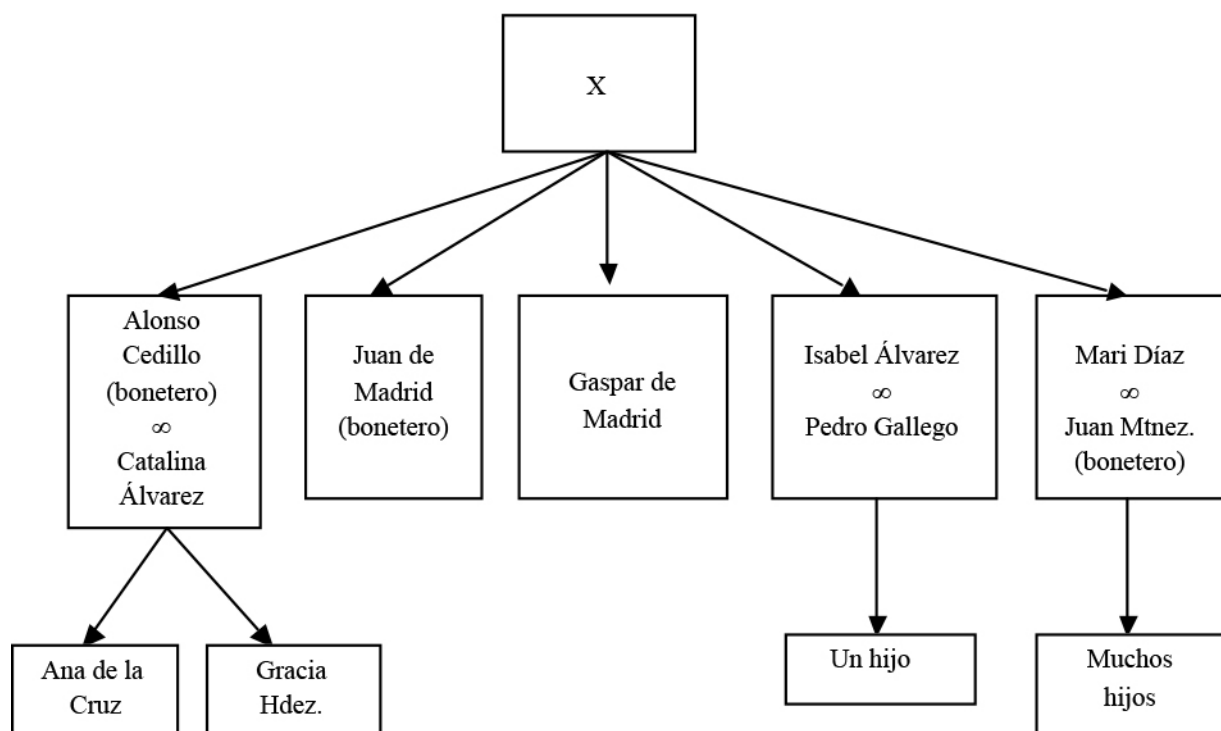 X
Alonso
Cedillo
(bonetero)
∞
Catalina
Álvarez
Juan de
Madrid
(bonetero)
Gaspar de
Madrid
Isabel Álvarez
∞
Pedro Gallego
Mari Díaz
∞
Juan Mtnez.
(bonetero)
Ana de la
Cruz
Gracia
Hdez.
Un hijo
Muchos
hijos